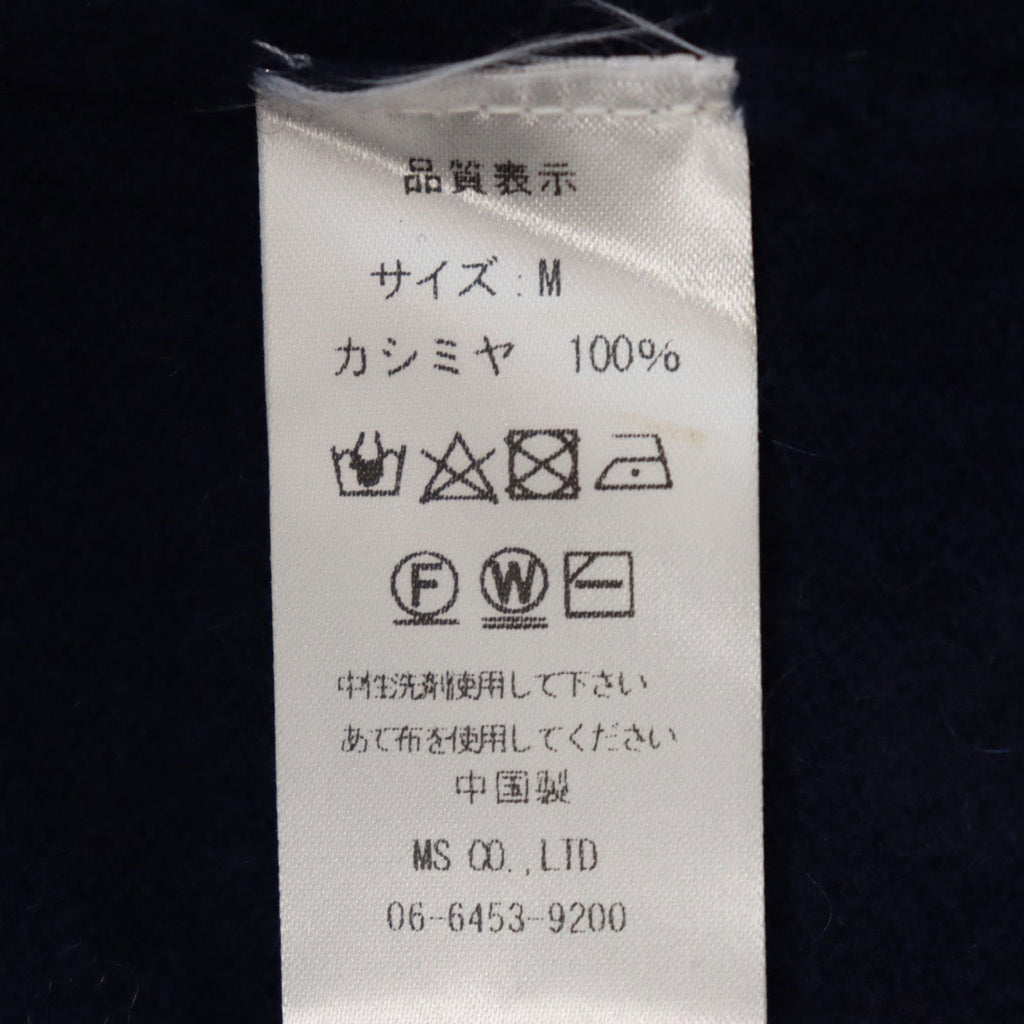 品質表示
サイズ:M
カシミヤ 100%
F W
中性洗剤使用して下さい
あて布を使用してください
中国製
MS CO.,LTD
06-6453-9200